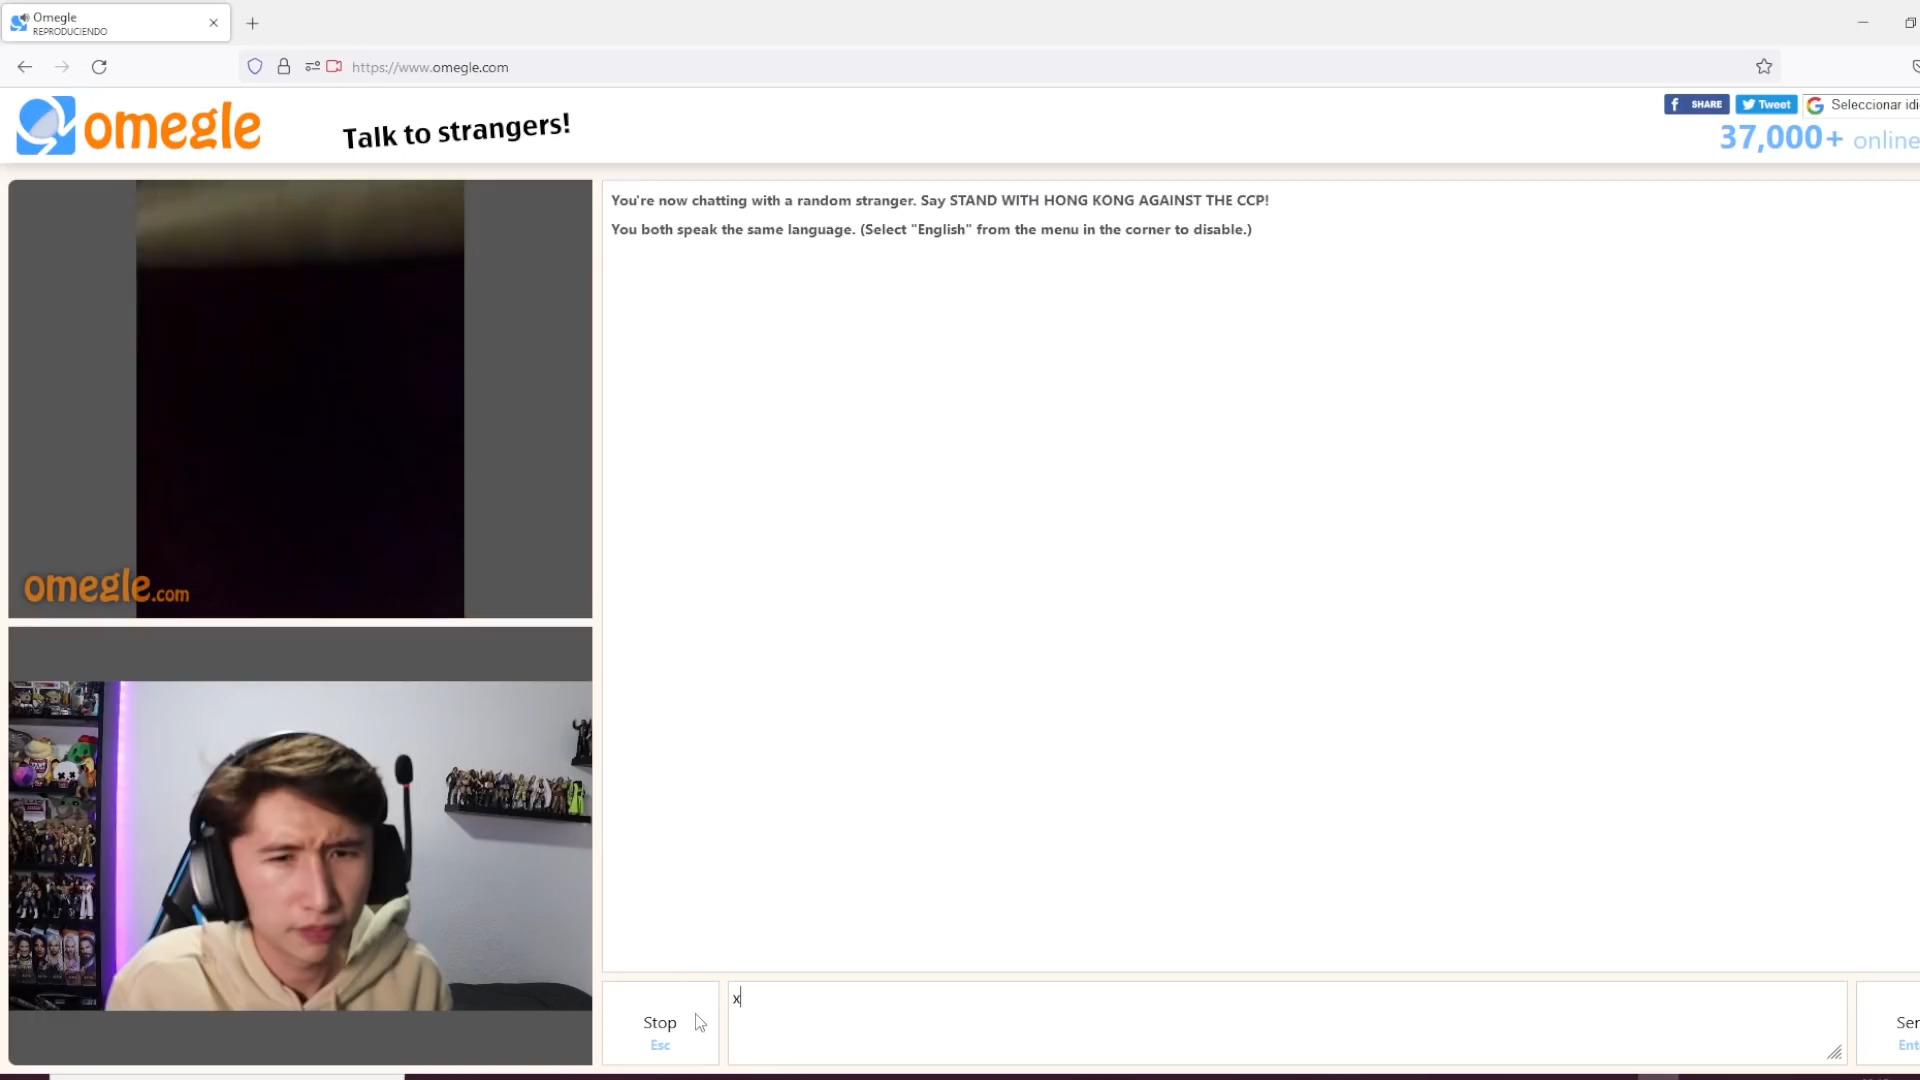 Omegle
REPRODUCIENDO
https://www.omegle.com
omegle
Talk to strangers!
SHARE
Tweet
Seleccionar idi
37,000+ online
You're now chatting with a random stranger. Say STAND WITH HONG KONG AGAINST THE CCP!
You both speak the same language. (Select "English" from the menu in the corner to disable.)
omegle.com
Stop
Esc
x
Ser
Ent